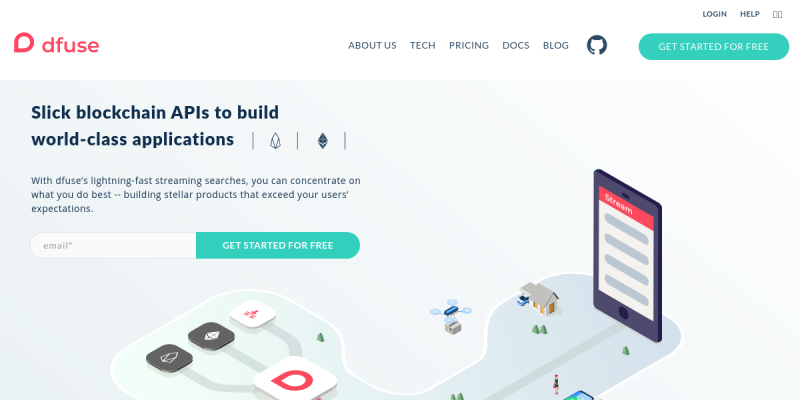 LOGIN HELP
dfuse
ABOUT US TECH PRICING DOCS BLOG
GET STARTED FOR FREE
Slick blockchain APIs to build
world-class applications
With dfuse’s lightning-fast streaming searches, you can concentrate on
what you do best -- building stellar products that exceed your users’
expectations.
email*
GET STARTED FOR FREE
Stream